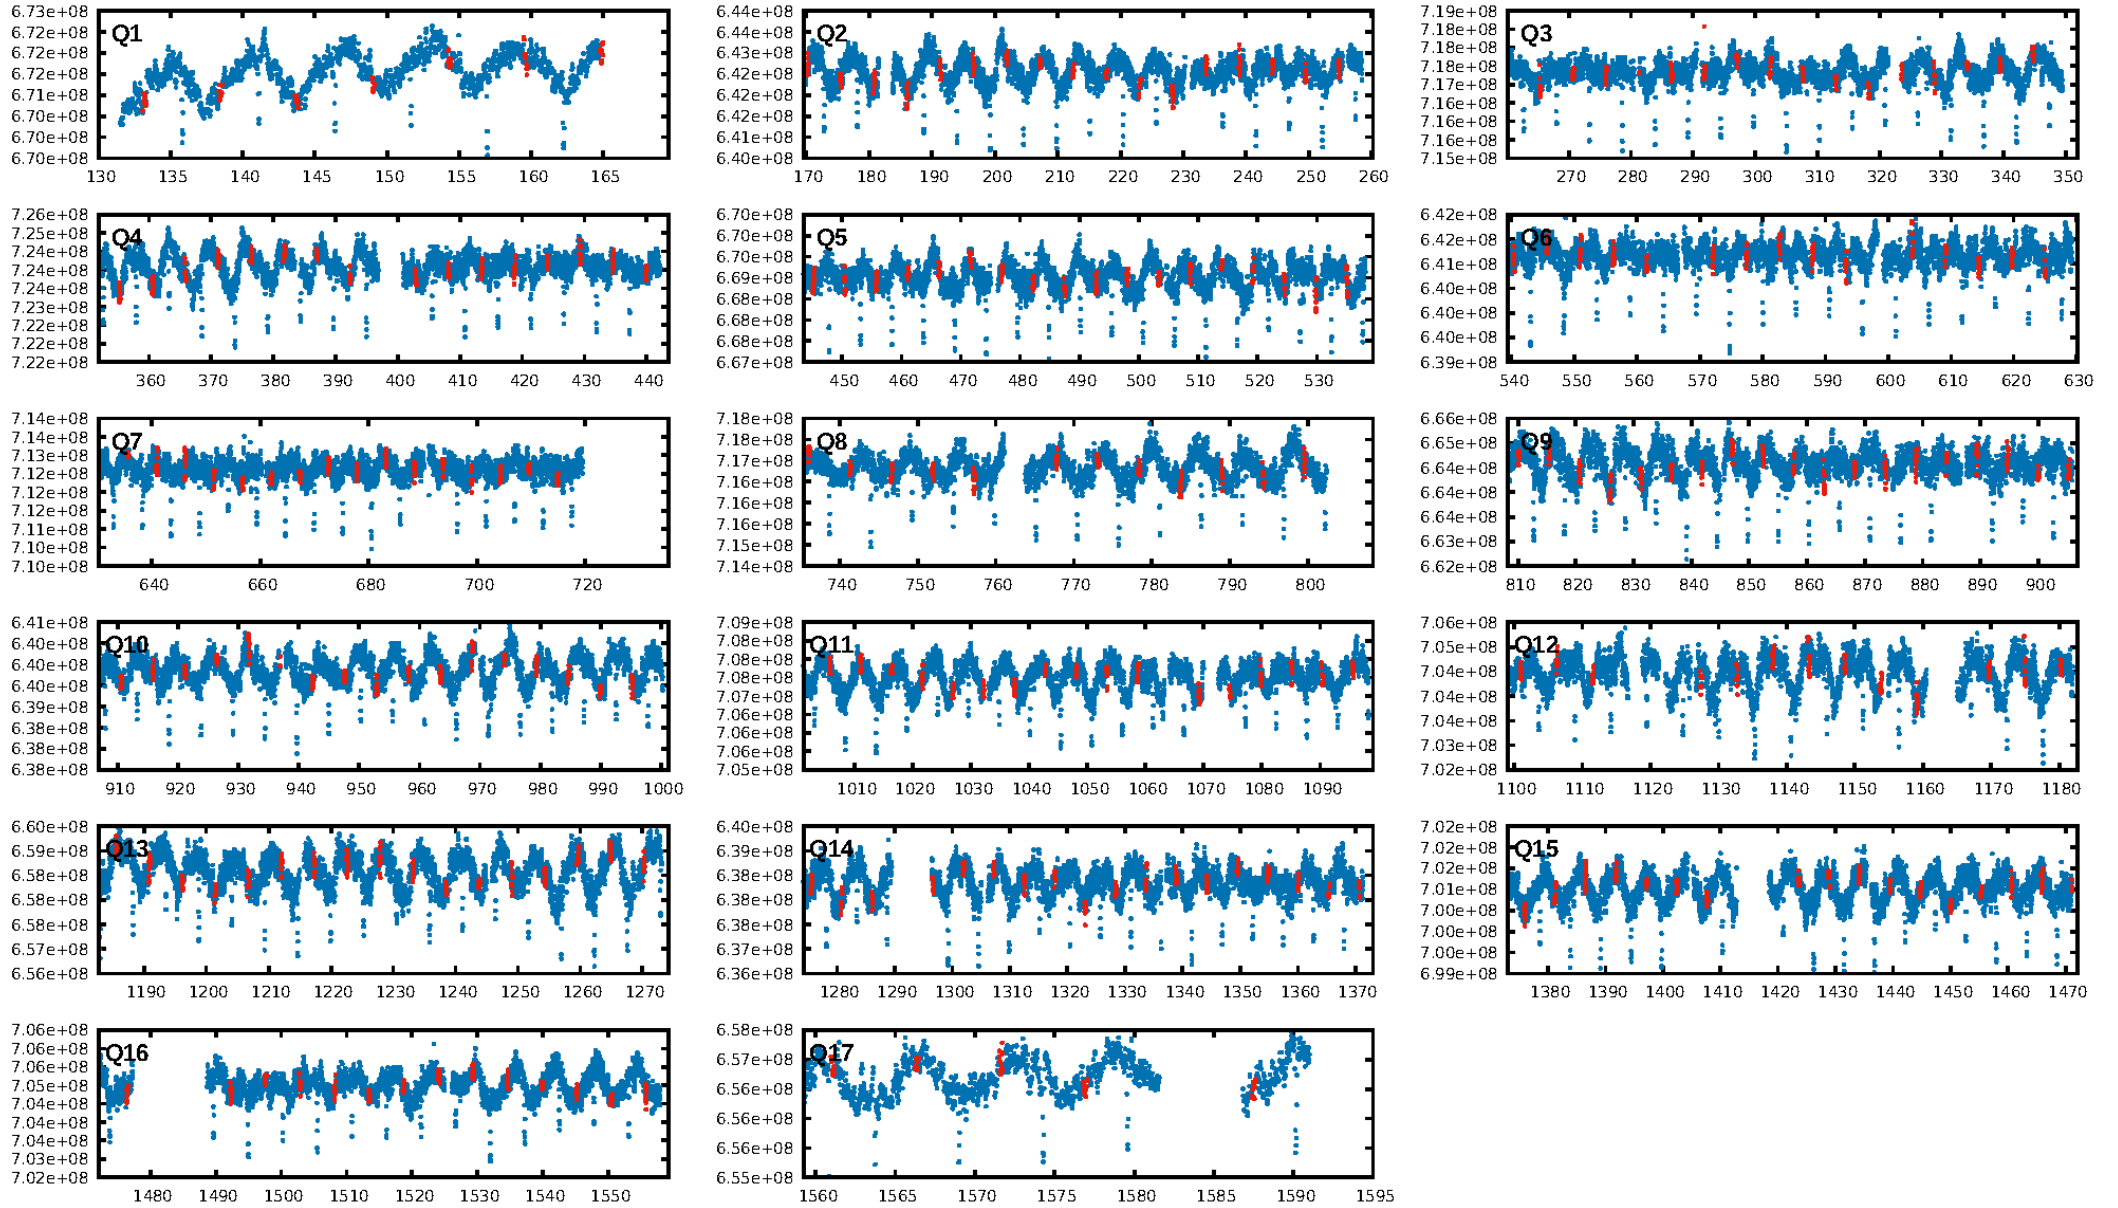 6.73e+08 6.72e+08 6.72e+08 6.72e+08 6.71e+08 6.70e+08 6.70e+08 6.70e+08
Q1
130 135 140 145 150 155 160 165
6.44e+08 6.44e+08 6.43e+08 6.42e+08 6.42e+08 6.42e+08 6.41e+08 6.40e+08
Q2
170 180 190 200 210 220 230 240 250 260
7.19e+08 7.18e+08 7.18e+08 7.18e+08 7.17e+08 7.16e+08 7.16e+08 7.16e+08 7.15e+08
Q3
270 280 290 300 310 320 330 340 350
7.26e+08 7.25e+08 7.24e+08 7.24e+08 7.24e+08 7.23e+08 7.22e+08 7.22e+08 7.22e+08
Q4
360 370 380 390 400 410 420 430 440
6.70e+08 6.70e+08 6.70e+08 6.69e+08 6.68e+08 6.68e+08 6.68e+08 6.67e+08
Q5
450 460 470 480 490 500 510 520 530
6.42e+08 6.42e+08 6.41e+08 6.40e+08 6.40e+08 6.40e+08 6.39e+08
Q6
540 550 560 570 580 590 600 610 620 630
7.14e+08 7.14e+08 7.13e+08 7.12e+08 7.12e+08 7.12e+08 7.11e+08 7.10e+08 7.10e+08
Q7
640 660 680 700 720
7.18e+08 7.18e+08 7.17e+08 7.16e+08 7.16e+08 7.15e+08 7.14e+08
Q8
740 750 760 770 780 790 800
6.66e+08 6.65e+08 6.64e+08 6.64e+08 6.64e+08 6.63e+08 6.62e+08
Q9
810 820 830 840 850 860 870 880 890 900
6.41e+08 6.40e+08 6.40e+08 6.40e+08 6.39e+08 6.38e+08 6.38e+08 6.38e+08
Q10
910 920 930 940 950 960 970 980 990 1000
7.09e+08 7.08e+08 7.08e+08 7.08e+08 7.07e+08 7.06e+08 7.06e+08 7.06e+08 7.05e+08
Q11
1010 1020 1030 1040 1050 1060 1070 1080 1090
7.06e+08 7.05e+08 7.04e+08 7.04e+08 7.04e+08 7.03e+08 7.02e+08
Q12
1100 1110 1120 1130 1140 1150 1160 1170 1180
6.60e+08 6.59e+08 6.58e+08 6.58e+08 6.58e+08 6.57e+08 6.56e+08
Q13
1190 1200 1210 1220 1230 1240 1250 1260 1270
6.40e+08 6.39e+08 6.38e+08 6.38e+08 6.38e+08 6.37e+08 6.36e+08
Q14
1280 1290 1300 1310 1320 1330 1340 1350 1360 1370
7.02e+08 7.02e+08 7.02e+08 7.01e+08 7.00e+08 7.00e+08 7.00e+08 6.99e+08
Q15
1380 1390 1400 1410 1420 1430 1440 1450 1460 1470
7.06e+08 7.06e+08 7.06e+08 7.05e+08 7.04e+08 7.04e+08 7.04e+08 7.03e+08 7.02e+08
Q16
1480 1490 1500 1510 1520 1530 1540 1550
6.58e+08 6.57e+08 6.56e+08 6.56e+08 6.56e+08 6.55e+08
Q17
1560 1565 1570 1575 1580 1585 1590 1595